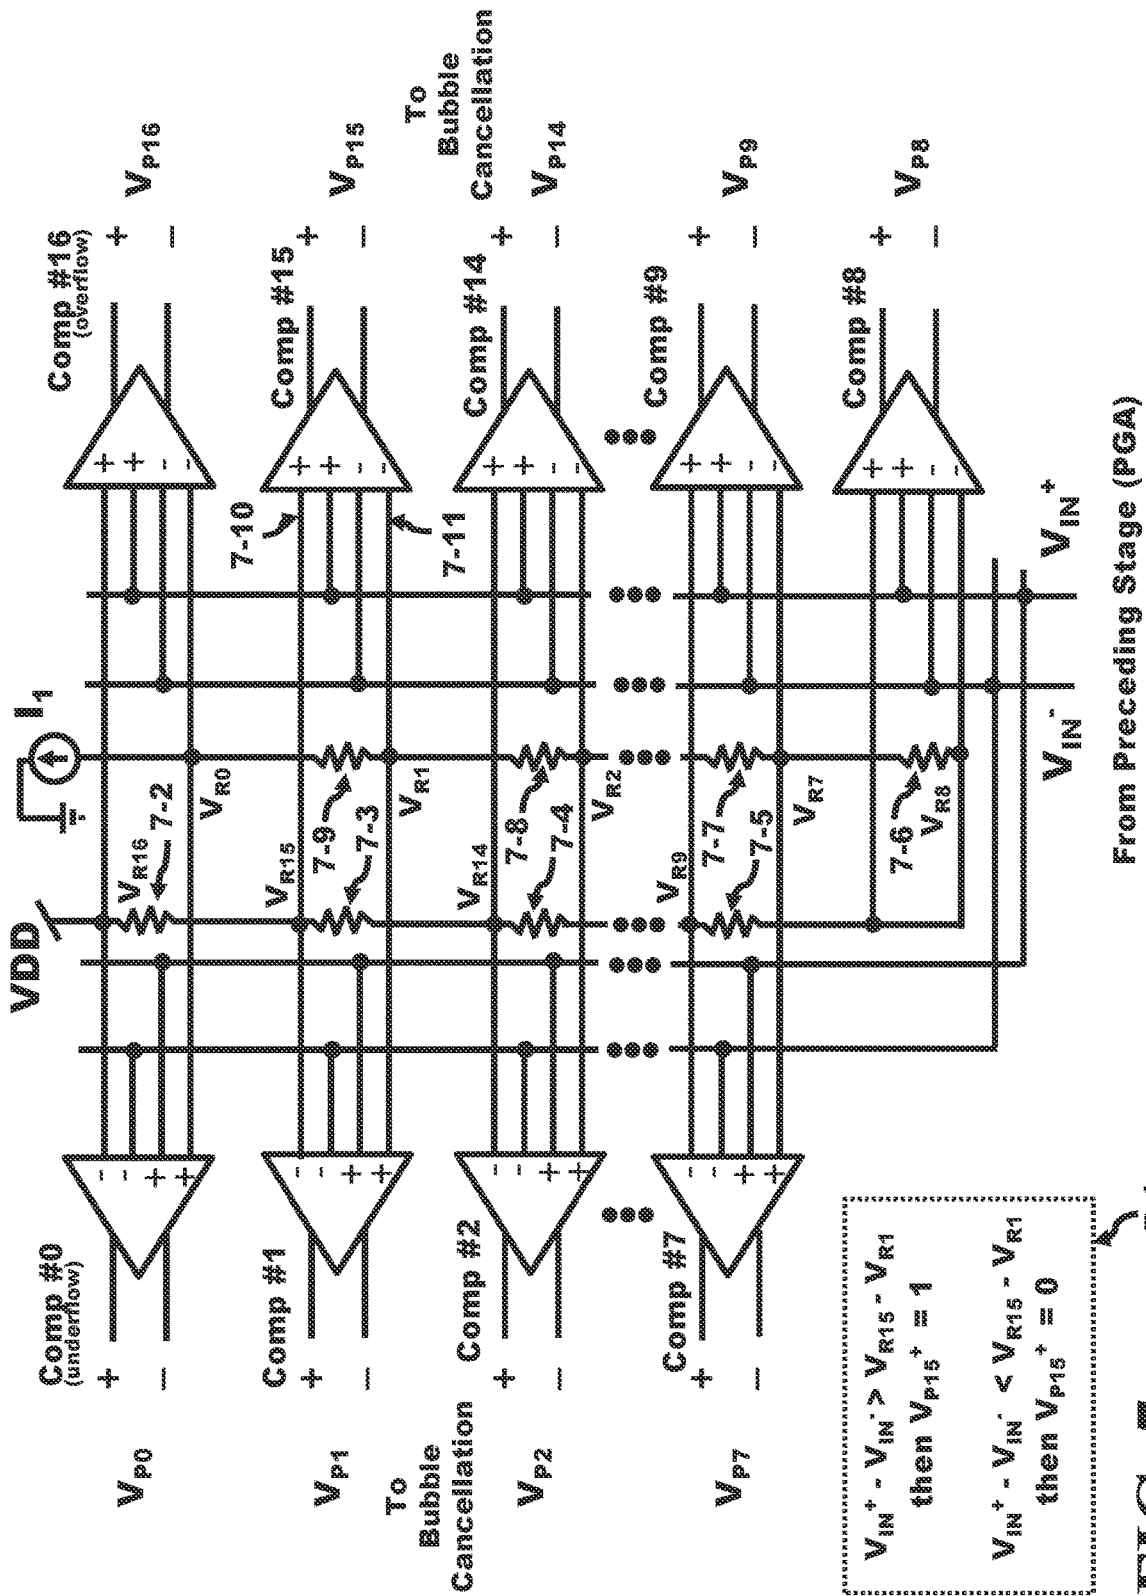 VDD
I₁
Comp #0
(underflow)
Comp #16
(overflow)
+
−
V_P0
- - + +
V_R16
7-2
V_R0
+ + - -
+
−
V_P16
Comp #1
+
−
V_P1
- - + +
V_R15
7-9
7-3
V_R1
7-10
7-11
+ + - -
Comp #15
+
−
V_P15
To
Bubble
Cancellation
To
Bubble
Cancellation
Comp #2
+
−
V_P2
- - + +
V_R14
7-8
7-4
V_R2
+ + - -
Comp #14
+
−
V_P14
Comp #7
+
−
V_P7
- - + +
V_R9
7-7
7-5
V_R7
+ + - -
Comp #9
+
−
V_P9
7-6
V_R8
+ + - -
Comp #8
+
−
V_P8
V_IN⁻
V_IN⁺
From Preceding Stage (PGA)
V_IN⁺ - V_IN⁻ > V_R15 - V_R1
then V_P15⁺ = 1
V_IN⁺ - V_IN⁻ < V_R15 - V_R1
then V_P15⁺ = 0